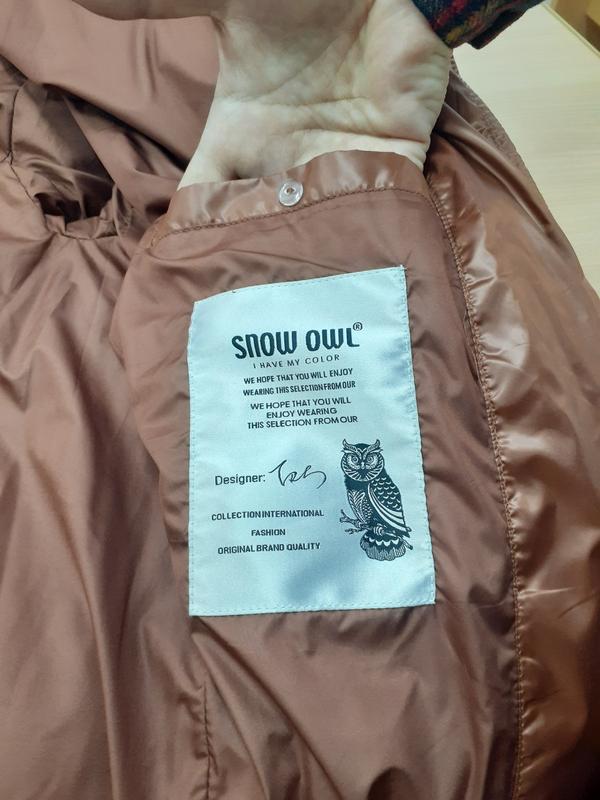 SNOW OWL®
I HAVE MY COLOR
WE HOPE THAT YOU WILL ENJOY
WEARING THIS SELECTION FROM OUR
WE HOPE THAT YOU WILL
ENJOY WEARING
THIS SELECTION FROM OUR
Designer:
COLLECTION INTERNATIONAL
FASHION
ORIGINAL BRAND QUALITY